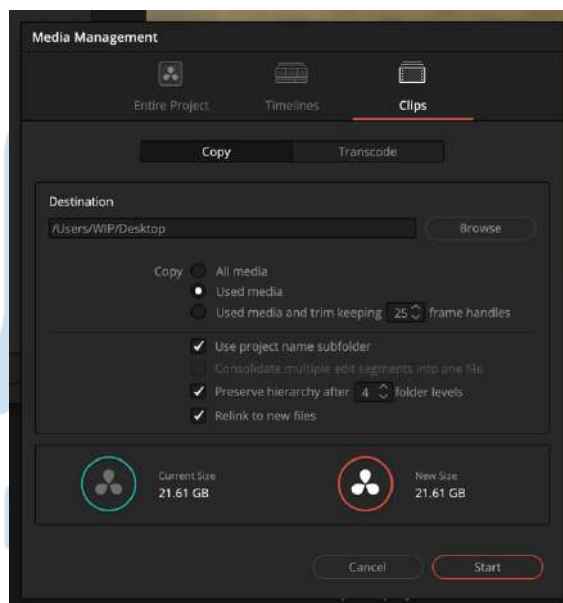 Media Management
Entire Project Timelines Clips
Copy Transcode
Destination
/Users/WIP/Desktop Browse
Copy All media
Used media
Used media and trim keeping 25 frame handles
Use project name subfolder
Consolidate multiple edit segments into one file
Preserve hierarchy after 4 folder levels
Relink to new files
Current Size New Size
21.61 GB 21.61 GB
Cancel Start